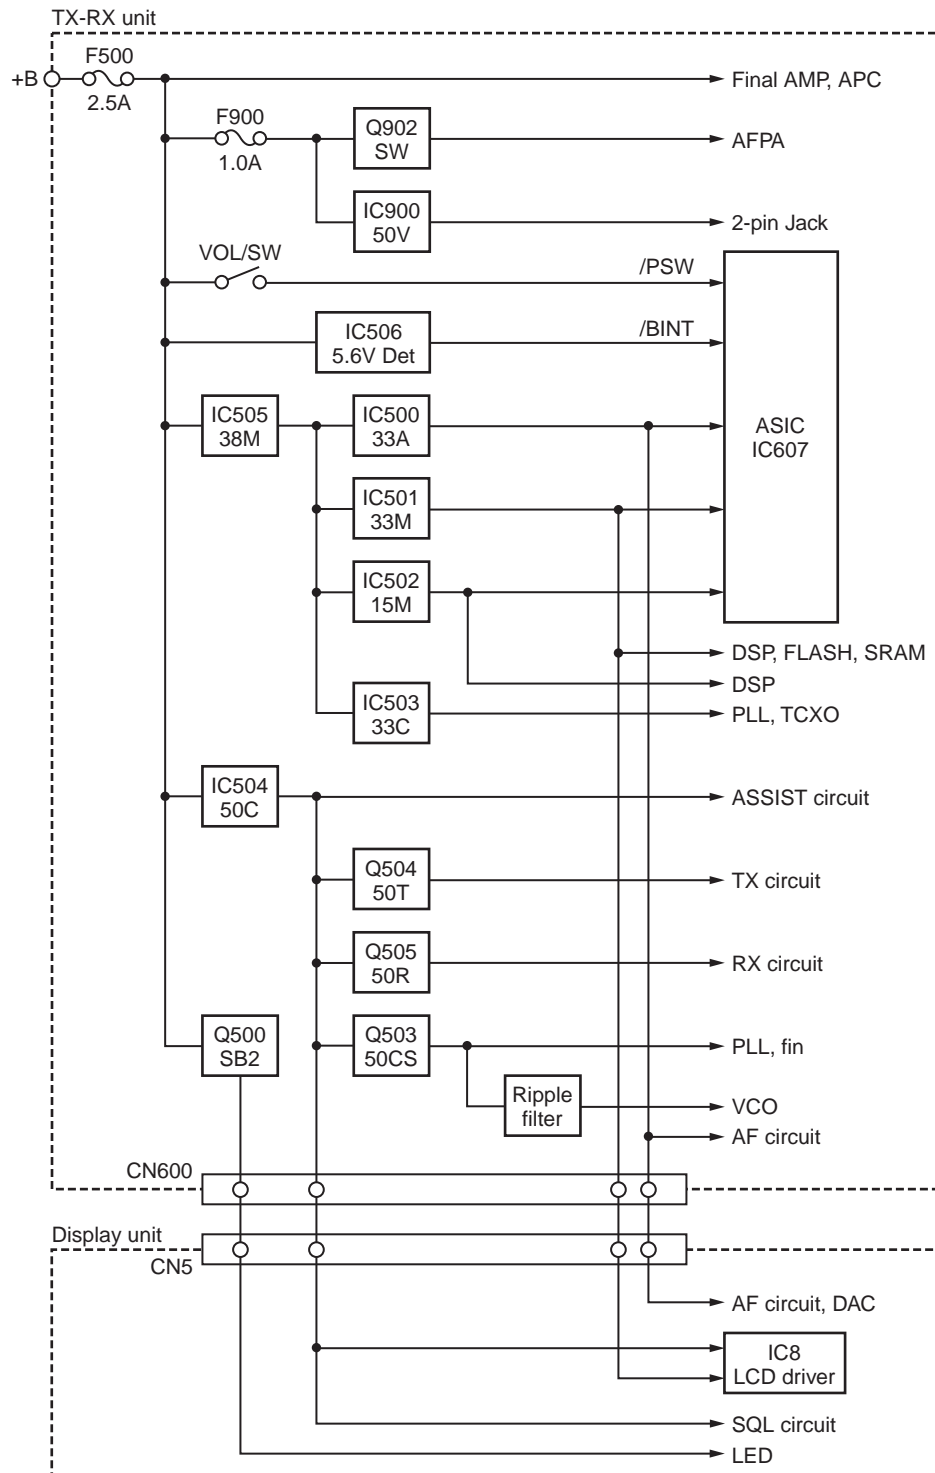 TX-RX unit
F500
+B
2.5A
Final AMP, APC
F900
1.0A
Q902
SW
AFPA
IC900
50V
2-pin Jack
VOL/SW
/PSW
IC506
5.6V Det
/BINT
IC505
38M
IC500
33A
ASIC
IC607
IC501
33M
IC502
15M
DSP, FLASH, SRAM
DSP
IC503
33C
PLL, TCXO
IC504
50C
ASSIST circuit
Q504
50T
TX circuit
Q505
50R
RX circuit
Q500
SB2
Q503
50CS
PLL, fin
Ripple
filter
VCO
AF circuit
CN600
Display unit
CN5
AF circuit, DAC
IC8
LCD driver
SQL circuit
LED